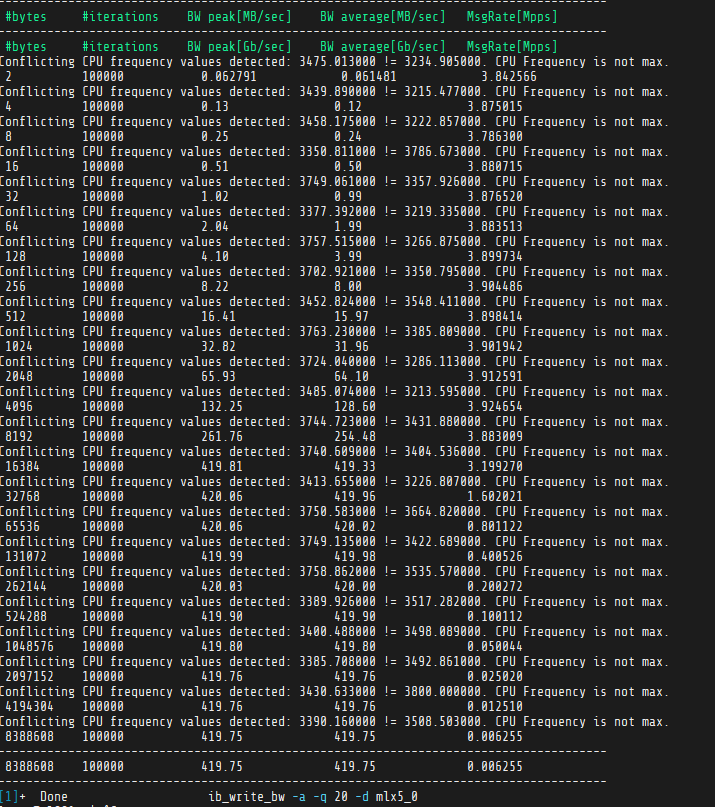 #bytes #iterations BW peak[MB/sec] BW average[MB/sec] MsgRate[Mpps]
#bytes #iterations BW peak[Gb/sec] BW average[Gb/sec] MsgRate[Mpps]
Conflicting CPU frequency values detected: 3475.013000 != 3234.905000. CPU Frequency is not max.
2 100000 0.062791 0.061481 3.842566
Conflicting CPU frequency values detected: 3439.890000 != 3215.477000. CPU Frequency is not max.
4 100000 0.13 0.12 3.875015
Conflicting CPU frequency values detected: 3458.175000 != 3222.857000. CPU Frequency is not max.
8 100000 0.25 0.24 3.786300
Conflicting CPU frequency values detected: 3350.811000 != 3786.673000. CPU Frequency is not max.
16 100000 0.51 0.50 3.880715
Conflicting CPU frequency values detected: 3749.061000 != 3357.926000. CPU Frequency is not max.
32 100000 1.02 0.99 3.876520
Conflicting CPU frequency values detected: 3377.392000 != 3219.335000. CPU Frequency is not max.
64 100000 2.04 1.99 3.883513
Conflicting CPU frequency values detected: 3757.515000 != 3266.875000. CPU Frequency is not max.
128 100000 4.10 3.99 3.899734
Conflicting CPU frequency values detected: 3702.921000 != 3350.795000. CPU Frequency is not max.
256 100000 8.22 8.00 3.904486
Conflicting CPU frequency values detected: 3452.824000 != 3548.411000. CPU Frequency is not max.
512 100000 16.41 15.97 3.898414
Conflicting CPU frequency values detected: 3763.230000 != 3385.809000. CPU Frequency is not max.
1024 100000 32.82 31.96 3.901942
Conflicting CPU frequency values detected: 3724.040000 != 3286.113000. CPU Frequency is not max.
2048 100000 65.93 64.10 3.912591
Conflicting CPU frequency values detected: 3485.074000 != 3213.595000. CPU Frequency is not max.
4096 100000 132.25 128.60 3.924654
Conflicting CPU frequency values detected: 3744.723000 != 3431.880000. CPU Frequency is not max.
8192 100000 261.76 254.48 3.883009
Conflicting CPU frequency values detected: 3740.609000 != 3404.536000. CPU Frequency is not max.
16384 100000 419.81 419.33 3.199270
Conflicting CPU frequency values detected: 3413.655000 != 3226.807000. CPU Frequency is not max.
32768 100000 420.06 419.96 1.602021
Conflicting CPU frequency values detected: 3750.583000 != 3664.820000. CPU Frequency is not max.
65536 100000 420.06 420.02 0.801122
Conflicting CPU frequency values detected: 3749.135000 != 3422.689000. CPU Frequency is not max.
131072 100000 419.99 419.98 0.400526
Conflicting CPU frequency values detected: 3758.862000 != 3535.570000. CPU Frequency is not max.
262144 100000 420.03 420.00 0.200272
Conflicting CPU frequency values detected: 3389.926000 != 3517.282000. CPU Frequency is not max.
524288 100000 419.90 419.90 0.100112
Conflicting CPU frequency values detected: 3400.488000 != 3498.089000. CPU Frequency is not max.
1048576 100000 419.80 419.80 0.050044
Conflicting CPU frequency values detected: 3385.708000 != 3492.861000. CPU Frequency is not max.
2097152 100000 419.76 419.76 0.025020
Conflicting CPU frequency values detected: 3430.633000 != 3800.000000. CPU Frequency is not max.
4194304 100000 419.76 419.76 0.012510
Conflicting CPU frequency values detected: 3390.160000 != 3508.503000. CPU Frequency is not max.
8388608 100000 419.75 419.75 0.006255
8388608 100000 419.75 419.75 0.006255
[1]+ Done ib_write_bw -a -q 20 -d mlx5_0